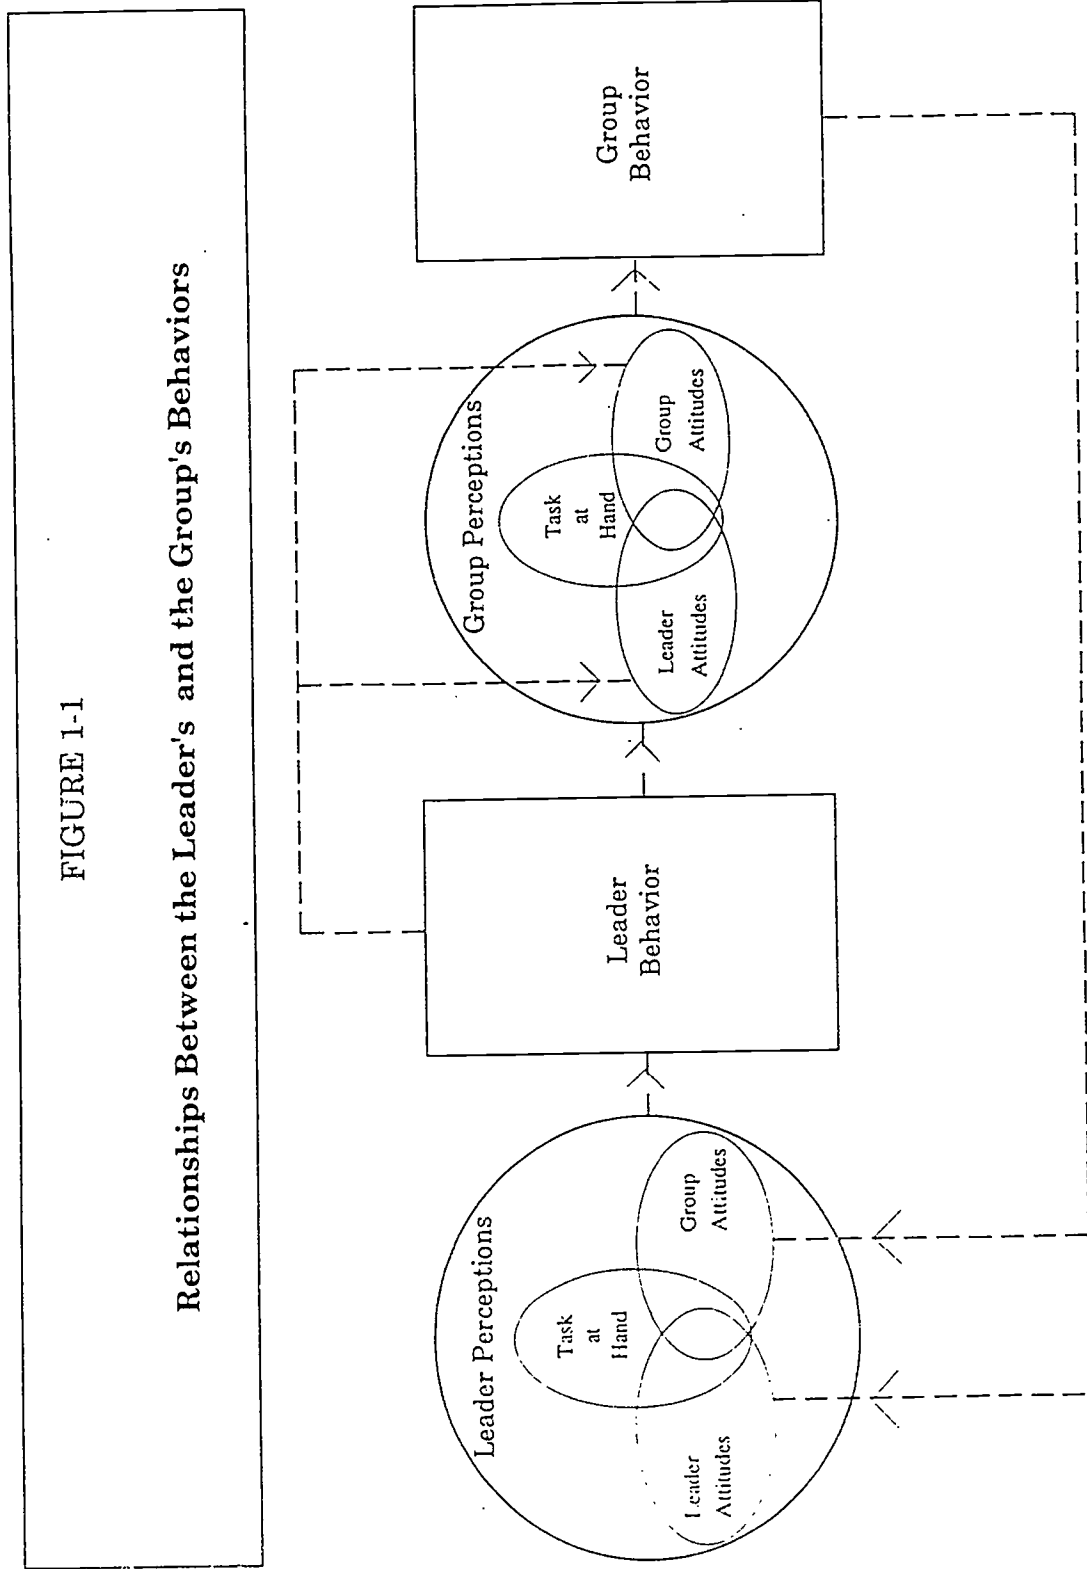 FIGURE 1-1
Relationships Between the Leader's and the Group's Behaviors
Leader Perceptions
Task
at
Hand
Leader
Attitudes
Group
Attitudes
Leader
Behavior
Group Perceptions
Task
at
Hand
Leader
Attitudes
Group
Attitudes
Group
Behavior